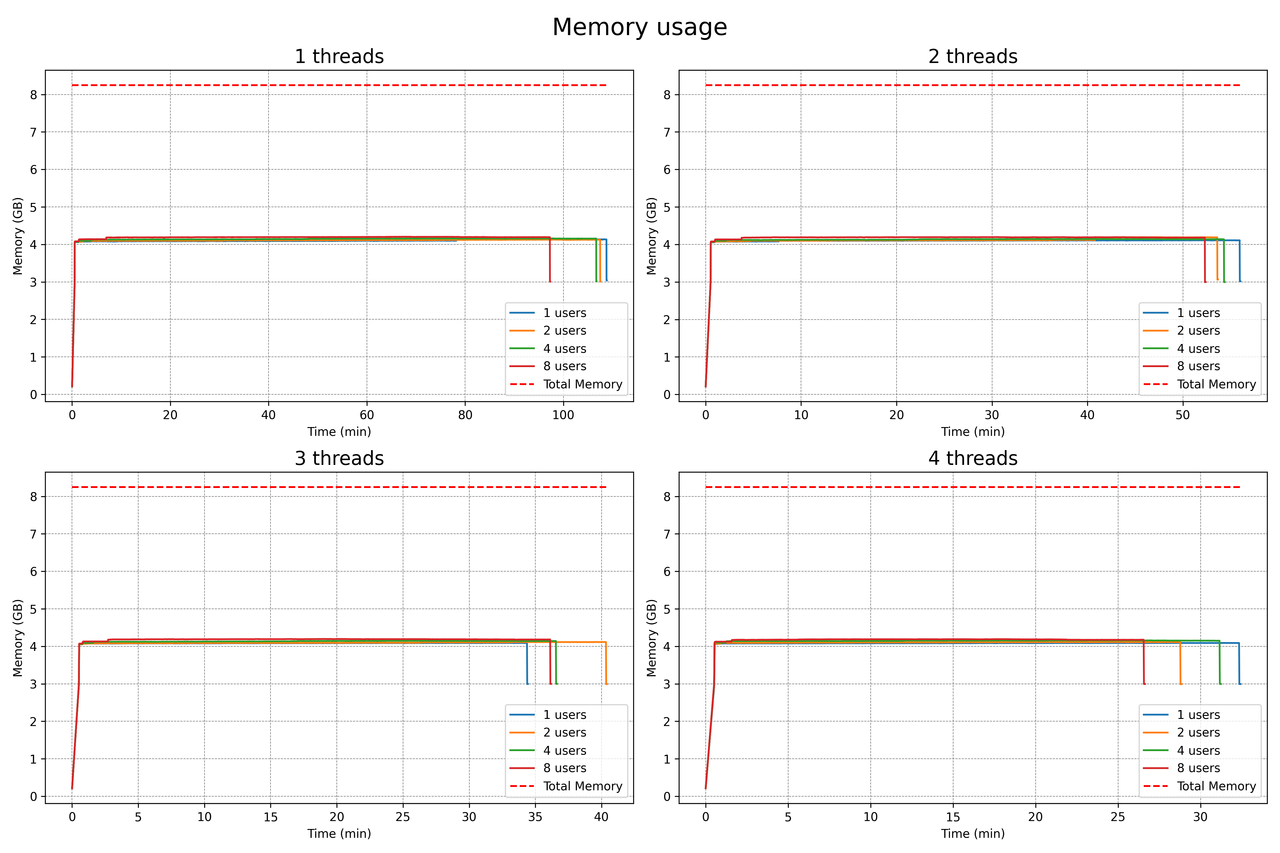 Memory usage
1 threads
8
7
6
5
4
3
2
1
0
Memory (GB)
0 20 40 60 80 100
Time (min)
1 users
2 users
4 users
8 users
Total Memory
2 threads
8
7
6
5
4
3
2
1
0
Memory (GB)
0 10 20 30 40 50
Time (min)
1 users
2 users
4 users
8 users
Total Memory
3 threads
8
7
6
5
4
3
2
1
0
Memory (GB)
0 5 10 15 20 25 30 35 40
Time (min)
1 users
2 users
4 users
8 users
Total Memory
4 threads
8
7
6
5
4
3
2
1
0
Memory (GB)
0 5 10 15 20 25 30
Time (min)
1 users
2 users
4 users
8 users
Total Memory